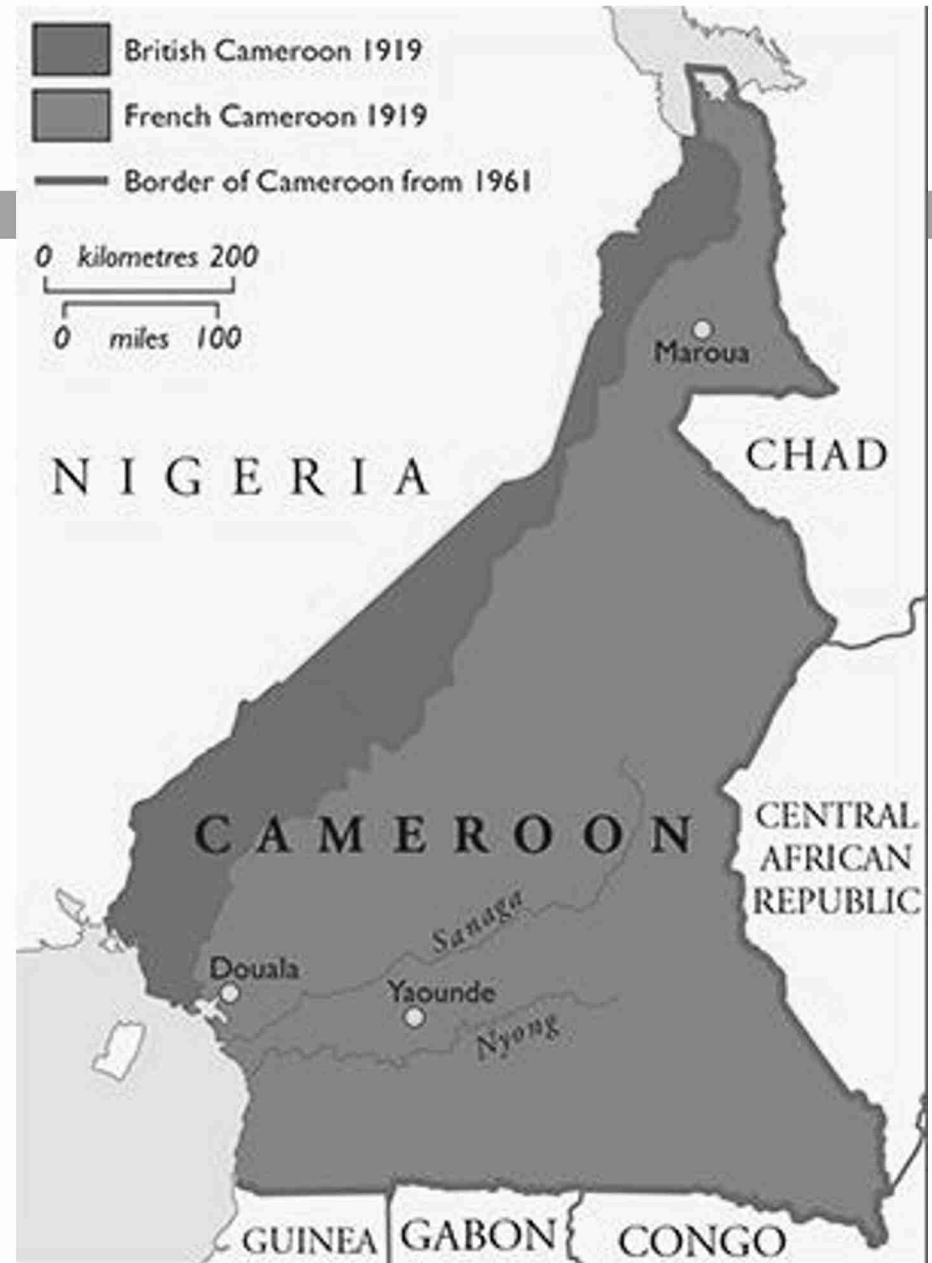 British Cameroon 1919
French Cameroon 1919
Border of Cameroon from 1961
0 kilometres 200
0 miles 100
Maroua
CHAD
NIGERIA
CAMEROON
CENTRAL
AFRICAN
REPUBLIC
Sanaga
Douala
Yaounde
Nyong
GUINEA
GABON
CONGO